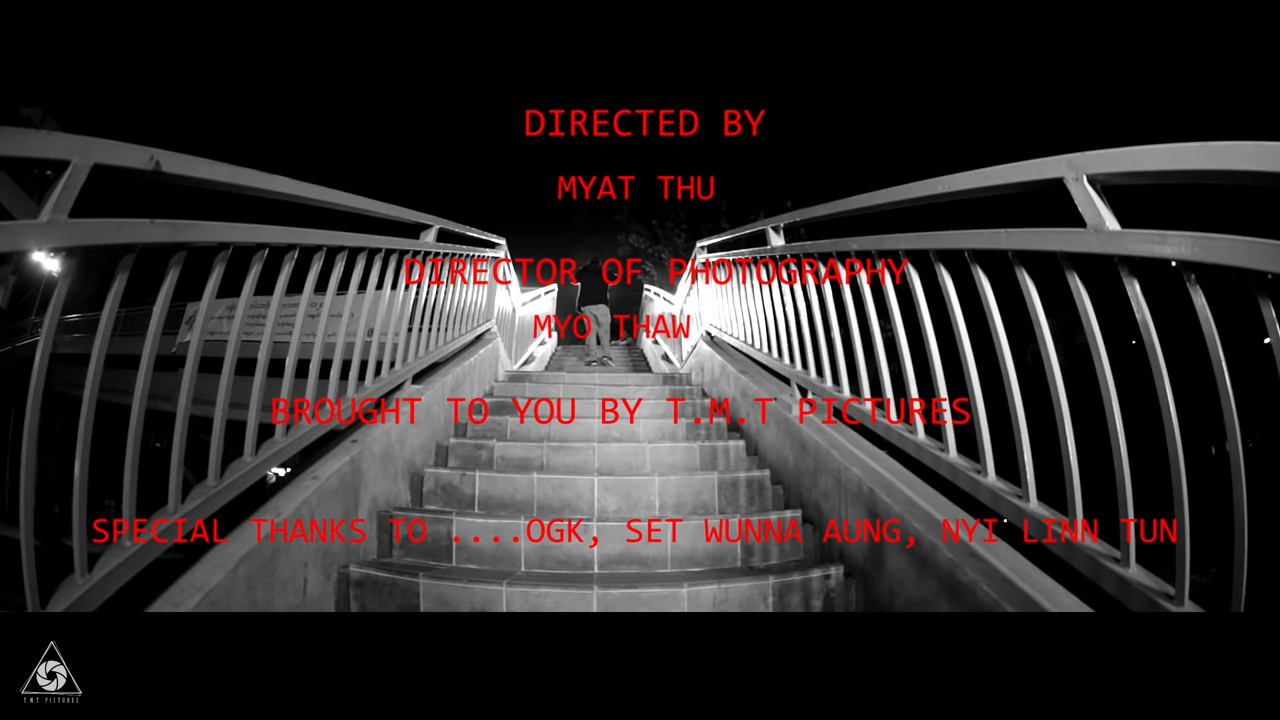 DIRECTED BY
MYAT THU
DIRECTOR OF PHOTOGRAPHY
MYO THAW
BROUGHT TO YOU BY T.M.T PICTURES
SPECIAL THANKS TO ....OGK, SET WUNNA AUNG, NYI LINN TUN
T.M.T PICTURES